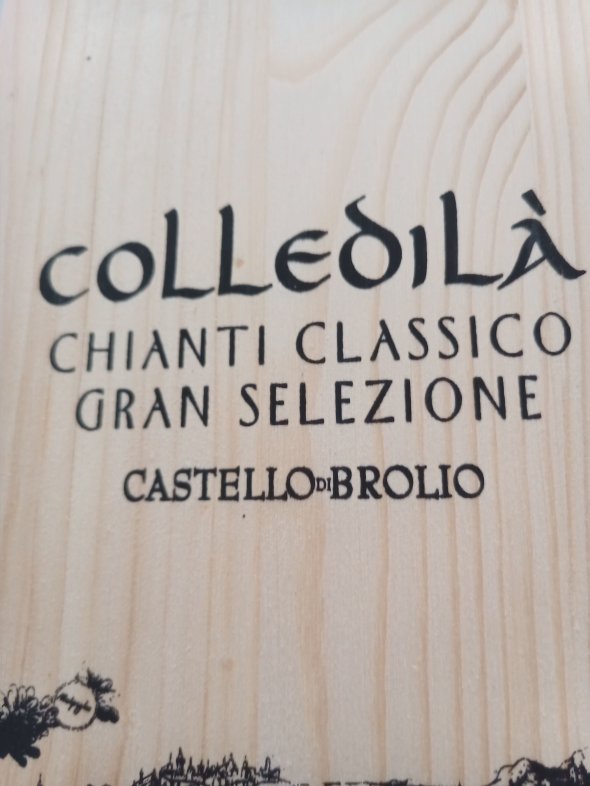 COLLEDILÀ
CHIANTI CLASSICO
GRAN SELEZIONE
CASTELLO DI BROLIO